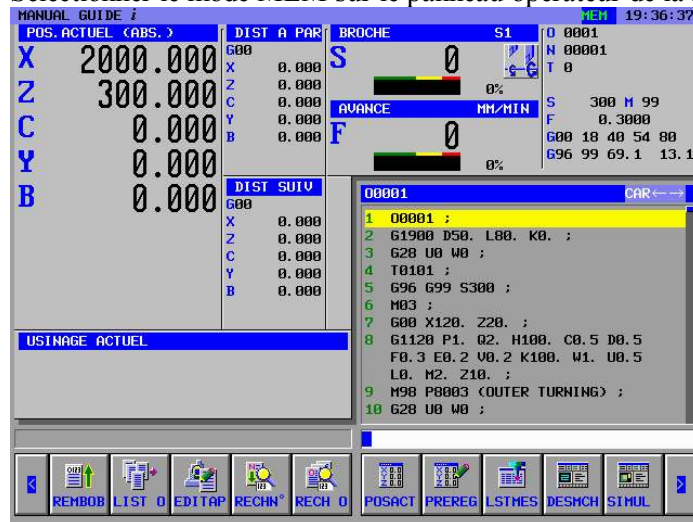 Sélectionner le mode MEM sur le panneau opérateur de la
MANUAL GUIDE i MEM 19:36:37
POS.ACTUEL (ABS.)
X 2000.000
Z 300.000
C 0.000
Y 0.000
B 0.000
DIST A PAR
G00
X 0.000
Z 0.000
C 0.000
Y 0.000
B 0.000
DIST SUIV
G00
X 0.000
Z 0.000
C 0.000
Y 0.000
B 0.000
BROCHE S1
S 0
0%
AVANCE MM/MIN
F 0
0%
O 0001
N 00001
T 0
S 300 M 99
F 0.3000
G00 18 40 54 80
G96 99 69.1 13.1
USINAGE ACTUEL
O0001 CAR←→
1 O0001 ;
2 G1900 D50. L80. K0. ;
3 G28 U0 W0 ;
4 T0101 ;
5 G96 G99 S300 ;
6 M03 ;
7 G00 X120. Z20. ;
8 G1120 P1. Q2. H100. C0.5 D0.5
F0.3 E0.2 V0.2 K100. W1. U0.5
L0. M2. Z10. ;
9 M98 P8003 (OUTER TURNING) ;
10 G28 U0 W0 ;
REMBOB LIST O EDITAP RECHN° RECH O POSACT PREREG LSTMES DESMCH SIMUL